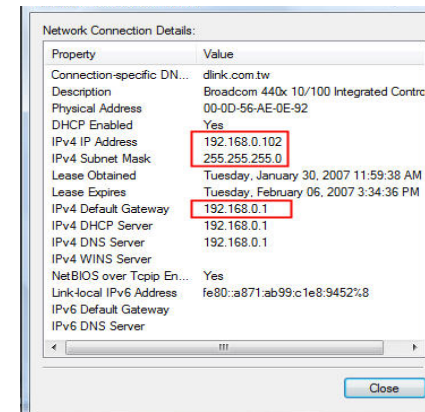 Network Connection Details:
Property Value
Connection-specific DN... dlink.com.tw
Description Broadcom 440x 10/100 Integrated Contro
Physical Address 00-0D-56-AE-0E-92
DHCP Enabled Yes
IPv4 IP Address 192.168.0.102
IPv4 Subnet Mask 255.255.255.0
Lease Obtained Tuesday, January 30, 2007 11:59:38 AM
Lease Expires Tuesday, February 06, 2007 3:34:36 PM
IPv4 Default Gateway 192.168.0.1
IPv4 DHCP Server 192.168.0.1
IPv4 DNS Server 192.168.0.1
IPv4 WINS Server
NetBIOS over Tcpip En... Yes
Link-local IPv6 Address fe80::a871:ab99:c1e8:9452%8
IPv6 Default Gateway
IPv6 DNS Server
Close